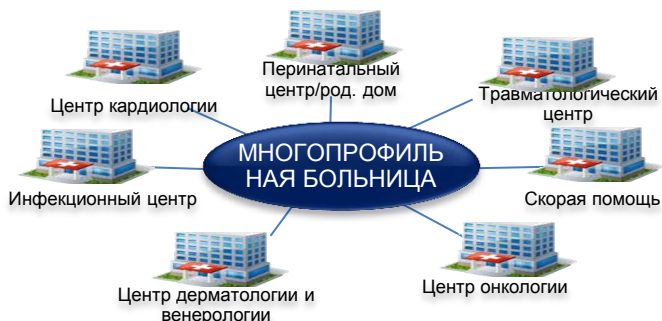 Перинатальный
центр/род. дом
Центр кардиологии
Травматологический
центр
МНОГОПРОФИЛЬ
НАЯ БОЛЬНИЦА
Инфекционный центр
Скорая помощь
Центр дерматологии и
венерологии
Центр онкологии